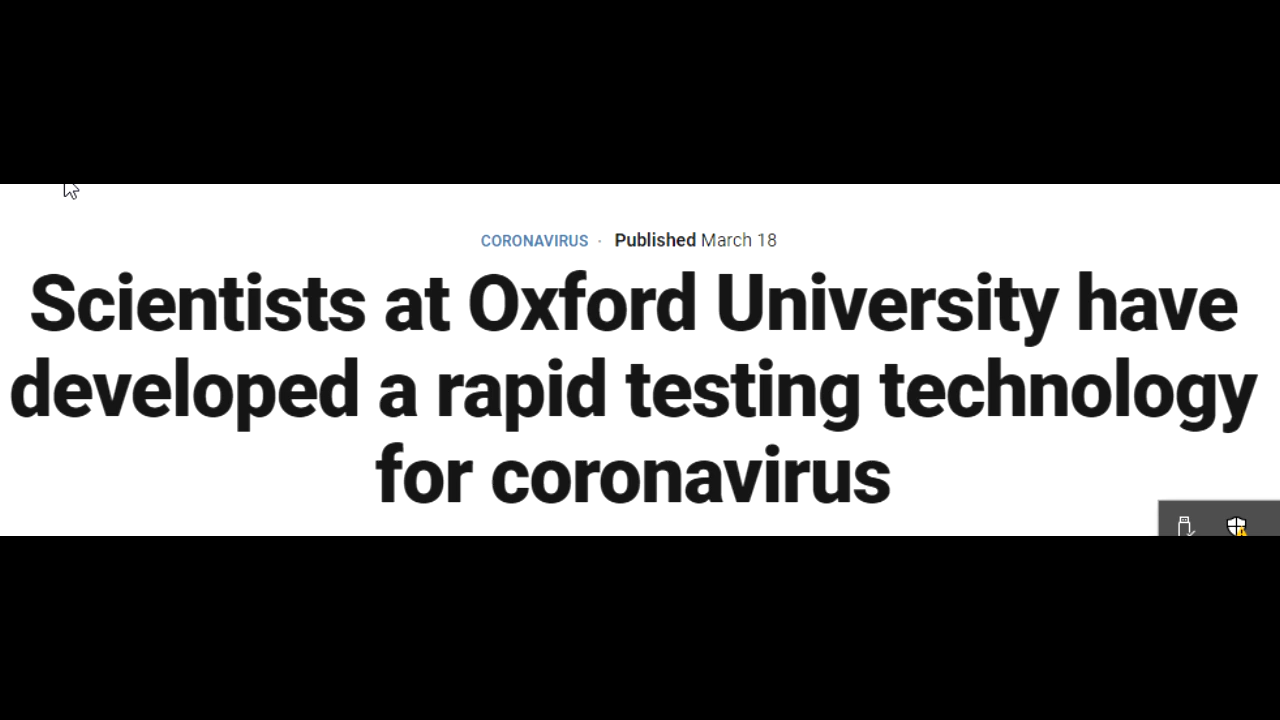 CORONAVIRUS · Published March 18
Scientists at Oxford University have
developed a rapid testing technology
for coronavirus